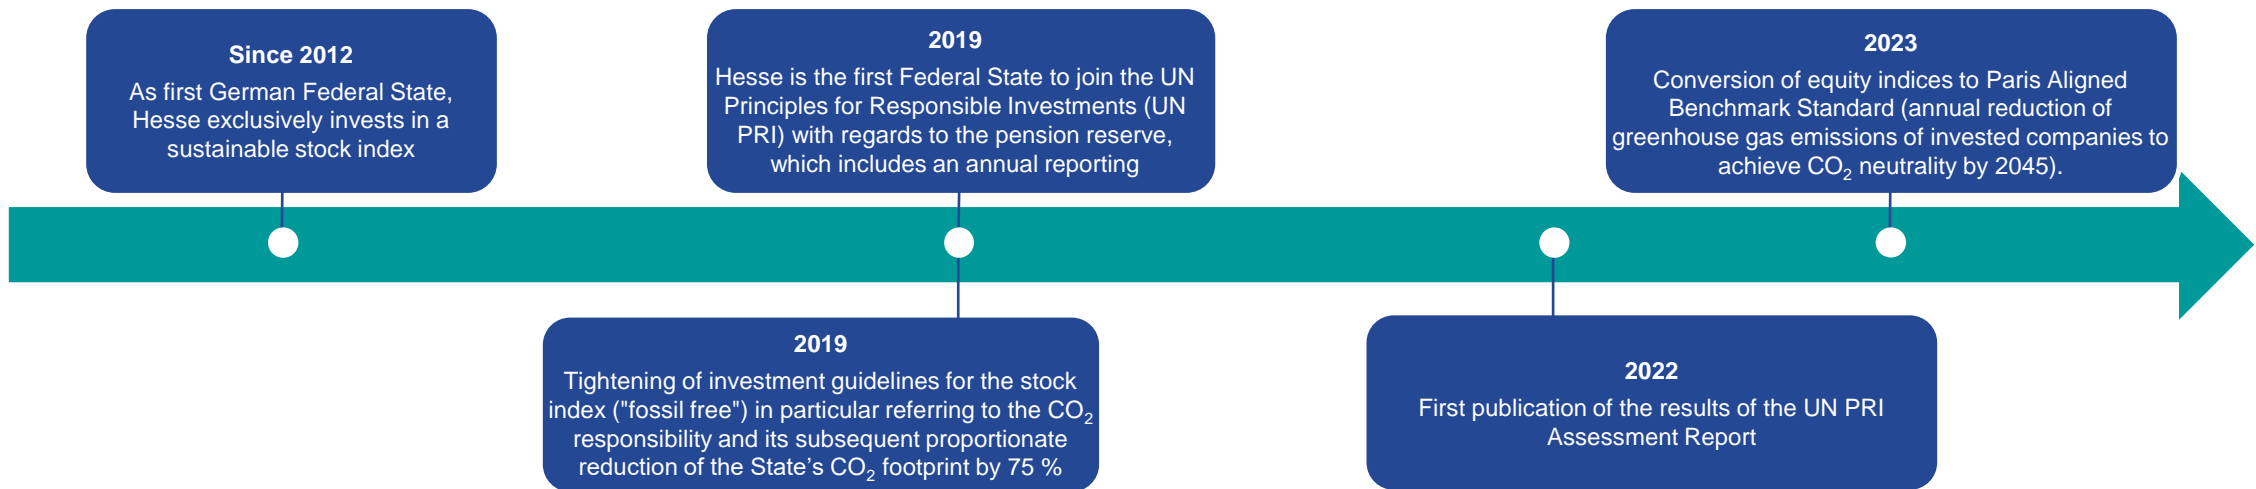 Since 2012
As first German Federal State,
Hesse exclusively invests in a
sustainable stock index
2019
Hesse is the first Federal State to join the UN
Principles for Responsible Investments (UN
PRI) with regards to the pension reserve,
which includes an annual reporting
2023
Conversion of equity indices to Paris Aligned
Benchmark Standard (annual reduction of
greenhouse gas emissions of invested companies to
achieve CO₂ neutrality by 2045).
2019
Tightening of investment guidelines for the stock
index ("fossil free") in particular referring to the CO₂
responsibility and its subsequent proportionate
reduction of the State’s CO₂ footprint by 75 %
2022
First publication of the results of the UN PRI
Assessment Report